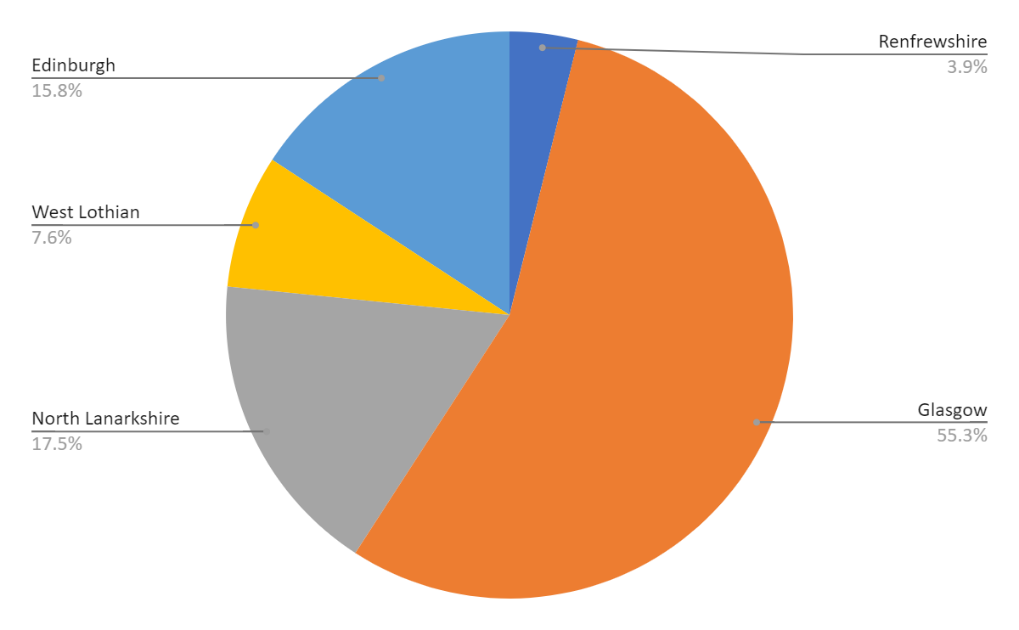 Renfrewshire
3.9%
Edinburgh
15.8%
West Lothian
7.6%
Glasgow
55.3%
North Lanarkshire
17.5%